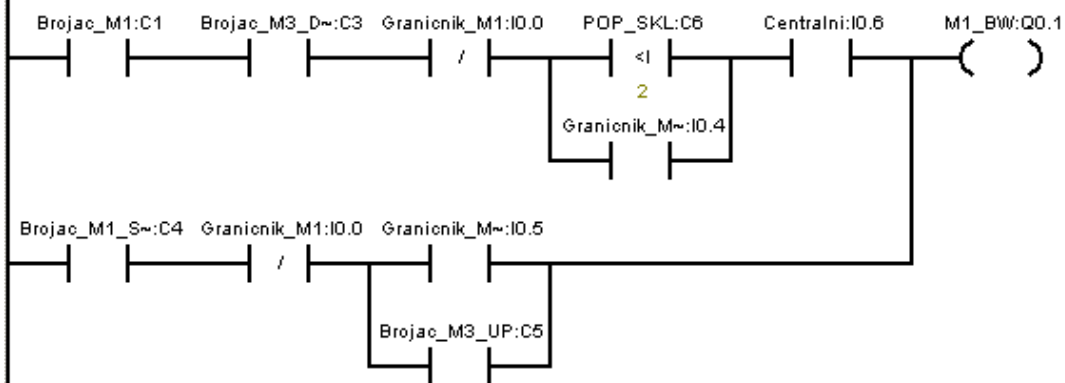 Brojac_M1:C1 Brojac_M3_D~:C3 Granicnik_M1:I0.0 POP_SKL:C6 Centralni:I0.6 M1_BW:Q0.1
/ <I
2
Granicnik_M~:I0.4
Brojac_M1_S~:C4 Granicnik_M1:I0.0 Granicnik_M~:I0.5
/
Brojac_M3_UP:C5